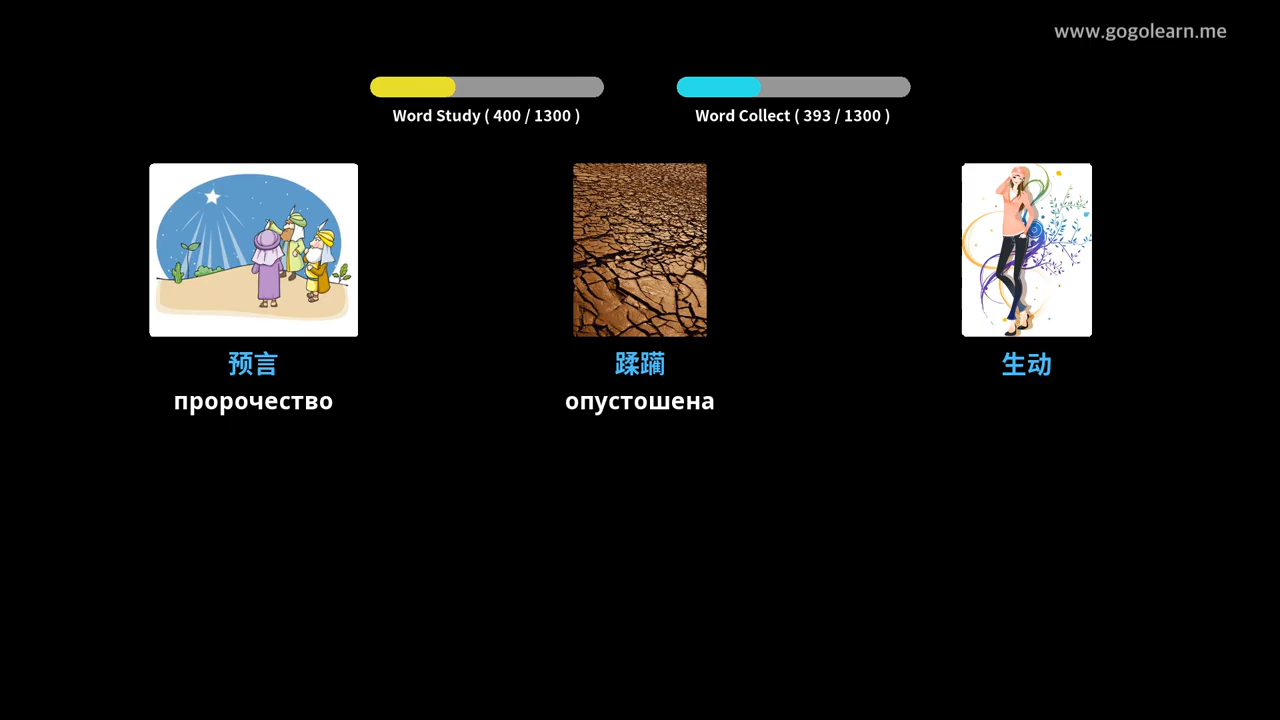 www.gogolearn.me
Word Study ( 400 / 1300 )
Word Collect ( 393 / 1300 )
预言
蹂躏
生动
пророчество
опустошена